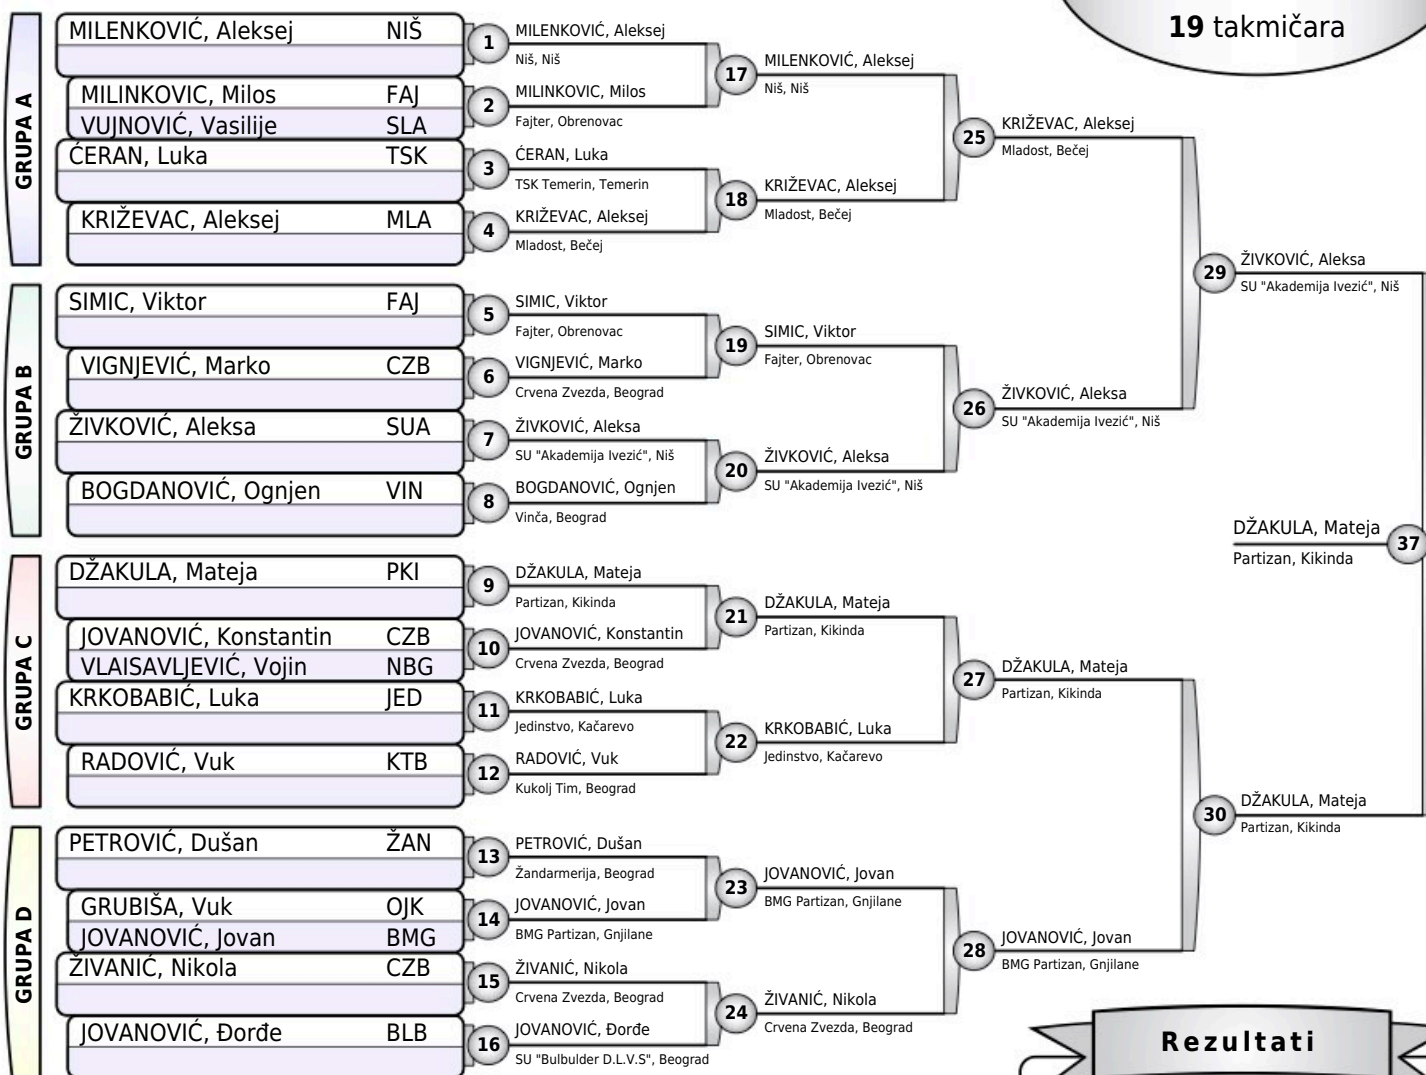 19 takmičara
GRUPA A
MILENKOVIĆ, Aleksej NIŠ
MILINKOVIC, Milos FAJ
VUJNOVIĆ, Vasilije SLA
ĆERAN, Luka TSK
KRIŽEVAC, Aleksej MLA
1
MILENKOVIĆ, Aleksej
Niš, Niš
2
MILINKOVIC, Milos
Fajter, Obrenovac
3
ĆERAN, Luka
TSK Temerin, Temerin
4
KRIŽEVAC, Aleksej
Mladost, Bečej
17
MILENKOVIĆ, Aleksej
Niš, Niš
18
KRIŽEVAC, Aleksej
Mladost, Bečej
25
KRIŽEVAC, Aleksej
Mladost, Bečej
GRUPA B
SIMIC, Viktor FAJ
VIGNJEVIĆ, Marko CZB
ŽIVKOVIĆ, Aleksa SUA
BOGDANOVIĆ, Ognjen VIN
5
SIMIC, Viktor
Fajter, Obrenovac
6
VIGNJEVIĆ, Marko
Crvena Zvezda, Beograd
7
ŽIVKOVIĆ, Aleksa
SU "Akademija Ivezić", Niš
8
BOGDANOVIĆ, Ognjen
Vinča, Beograd
19
SIMIC, Viktor
Fajter, Obrenovac
20
ŽIVKOVIĆ, Aleksa
SU "Akademija Ivezić", Niš
26
ŽIVKOVIĆ, Aleksa
SU "Akademija Ivezić", Niš
29
ŽIVKOVIĆ, Aleksa
SU "Akademija Ivezić", Niš
GRUPA C
DŽAKULA, Mateja PKI
JOVANOVIĆ, Konstantin CZB
VLAISAVLJEVIĆ, Vojin NBG
KRKOBABIĆ, Luka JED
RADOVIĆ, Vuk KTB
9
DŽAKULA, Mateja
Partizan, Kikinda
10
JOVANOVIĆ, Konstantin
Crvena Zvezda, Beograd
11
KRKOBABIĆ, Luka
Jedinstvo, Kačarevo
12
RADOVIĆ, Vuk
Kukolj Tim, Beograd
21
DŽAKULA, Mateja
Partizan, Kikinda
22
KRKOBABIĆ, Luka
Jedinstvo, Kačarevo
27
DŽAKULA, Mateja
Partizan, Kikinda
GRUPA D
PETROVIĆ, Dušan ŽAN
GRUBIŠA, Vuk OJK
JOVANOVIĆ, Jovan BMG
ŽIVANIĆ, Nikola CZB
JOVANOVIĆ, Đorđe BLB
13
PETROVIĆ, Dušan
Žandarmerija, Beograd
14
JOVANOVIĆ, Jovan
BMG Partizan, Gnjilane
15
ŽIVANIĆ, Nikola
Crvena Zvezda, Beograd
16
JOVANOVIĆ, Đorđe
SU "Bulbulder D.L.V.S", Beograd
23
JOVANOVIĆ, Jovan
BMG Partizan, Gnjilane
24
ŽIVANIĆ, Nikola
Crvena Zvezda, Beograd
28
JOVANOVIĆ, Jovan
BMG Partizan, Gnjilane
30
DŽAKULA, Mateja
Partizan, Kikinda
DŽAKULA, Mateja
Partizan, Kikinda
37
Rezultati